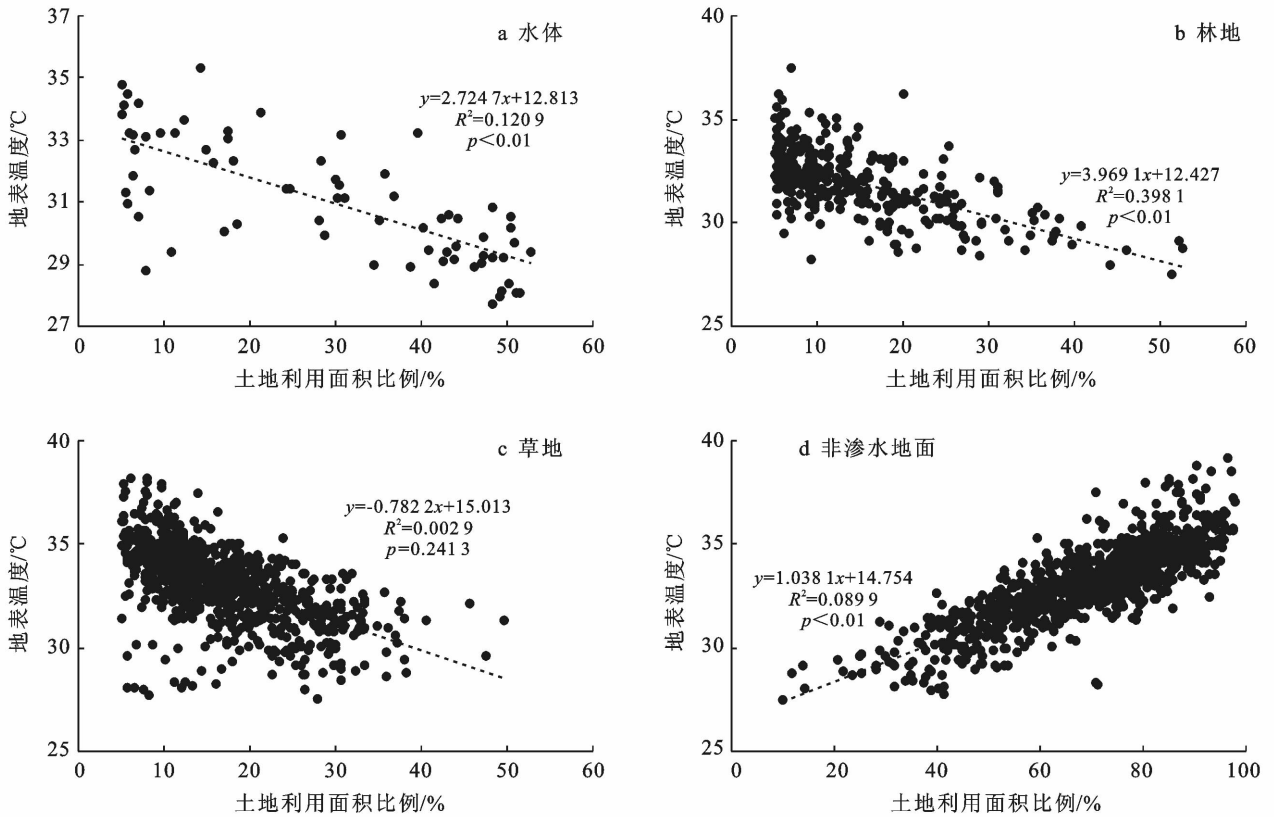 a 水体
37
35
33
31
29
27
地表温度/℃
y=2.724 7x+12.813
R²=0.120 9
p<0.01
0
10
20
30
40
50
60
土地利用面积比例/%
b 林地
40
35
30
25
地表温度/℃
y=3.969 1x+12.427
R²=0.398 1
p<0.01
0
10
20
30
40
50
60
土地利用面积比例/%
c 草地
40
35
30
25
地表温度/℃
y=-0.782 2x+15.013
R²=0.002 9
p=0.241 3
0
10
20
30
40
50
60
土地利用面积比例/%
d 非渗水地面
40
35
30
25
地表温度/℃
y=1.038 1x+14.754
R²=0.089 9
p<0.01
0
20
40
60
80
100
土地利用面积比例/%